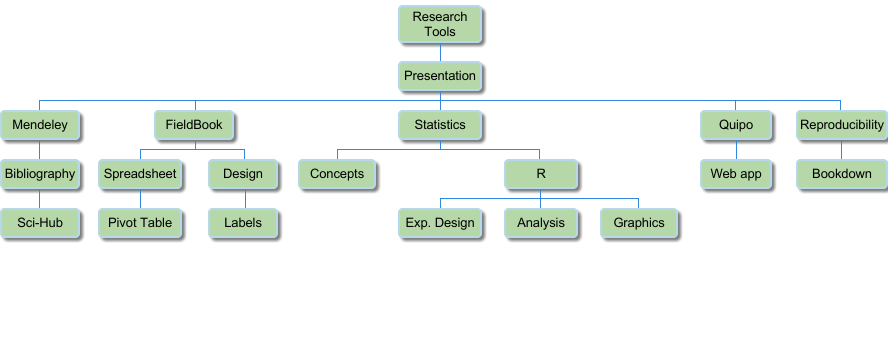 Research
Tools
Presentation
Mendeley
FieldBook
Statistics
Quipo
Reproducibility
Bibliography
Spreadsheet
Design
Concepts
R
Web app
Bookdown
Sci-Hub
Pivot Table
Labels
Exp. Design
Analysis
Graphics